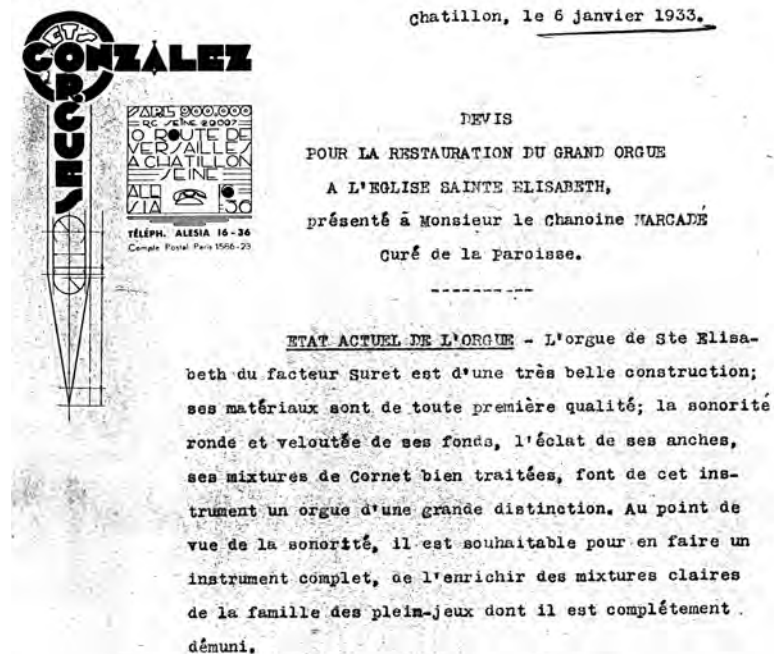 Chatillon, le 6 janvier 1933.
ETS
GONZALEZ
ORGUES
PARIS 900.000
RC SEINE 29007
ROUTE DE
VERSAILLES
A CHATILLON
SEINE
ALE
SIA
36
TÉLÉPH. ALESIA 16-36
Compte Postal Paris 1566-23
DEVIS
POUR LA RESTAURATION DU GRAND ORGUE
A L'EGLISE SAINTE ELISABETH,
présenté à Monsieur le Chanoine MARCADÉ
Curé de la Paroisse.
----------
ETAT ACTUEL DE L'ORGUE - L'orgue de Ste Elisa-
beth du facteur Suret est d'une très belle construction;
ses matériaux sont de toute première qualité; la sonorité
ronde et veloutée de ses fonds, l'éclat de ses anches,
ses mixtures de Cornet bien traitées, font de cet ins-
trument un orgue d'une grande distinction. Au point de
vue de la sonorité, il est souhaitable pour en faire un
instrument complet, de l'enrichir des mixtures claires
de la famille des plein-jeux dont il est complétement
démuni.